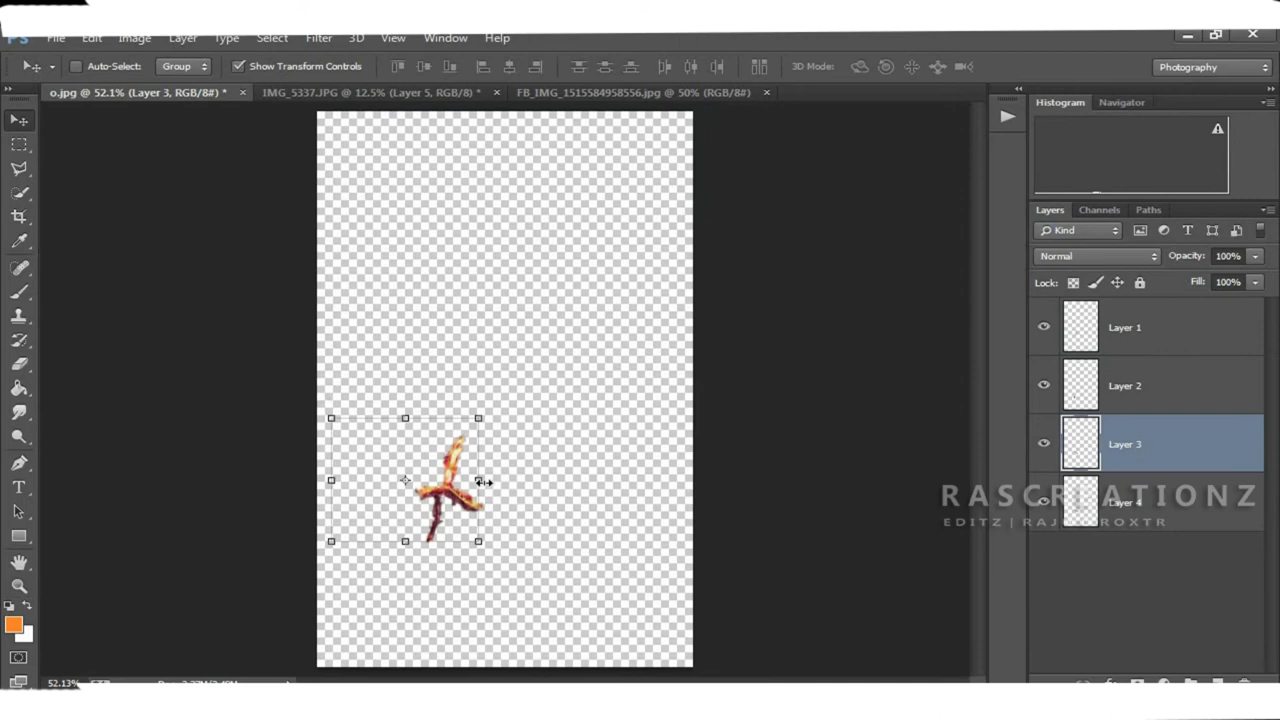 Ps File Edit Image Layer Type Select Filter 3D View Window Help
Auto-Select: Group Show Transform Controls 3D Mode: Photography
o.jpg @ 52.1% (Layer 3, RGB/8#) * × IMG_5337.JPG @ 12.5% (Layer 5, RGB/8) * × FB_IMG_1515584958556.jpg @ 50% (RGB/8#) ×
Histogram Navigator
Layers Channels Paths
Kind
Normal Opacity: 100%
Lock: Fill: 100%
Layer 1
Layer 2
Layer 3
Layer 4
RASCREATIONZ
EDITZ |
52.13%